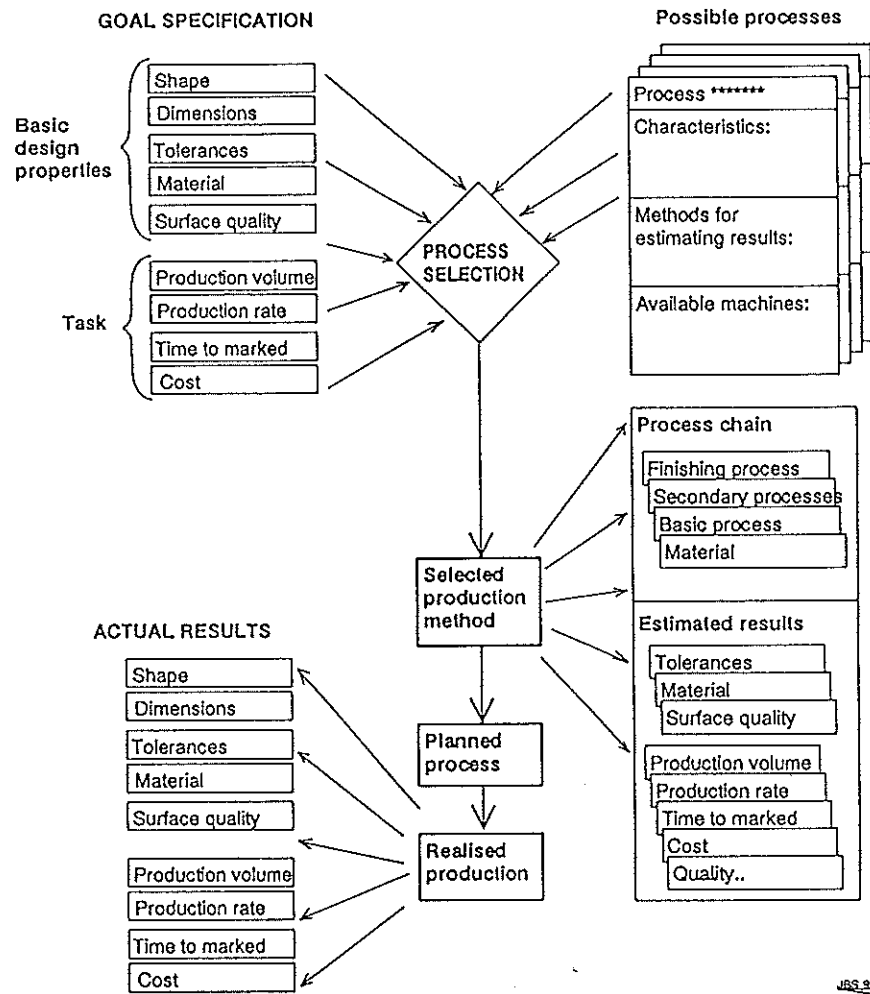 GOAL SPECIFICATION
Basic
design
properties
Shape
Dimensions
Tolerances
Material
Surface quality
Task
Production volume
Production rate
Time to marked
Cost
PROCESS
SELECTION
Possible processes
Process *******
Characteristics:
Methods for
estimating results:
Available machines:
Selected
production
method
Process chain
Finishing process
Secondary processes
Basic process
Material
Estimated results
Tolerances
Material
Surface quality
Production volume
Production rate
Time to marked
Cost
Quality..
Planned
process
Realised
production
ACTUAL RESULTS
Shape
Dimensions
Tolerances
Material
Surface quality
Production volume
Production rate
Time to marked
Cost